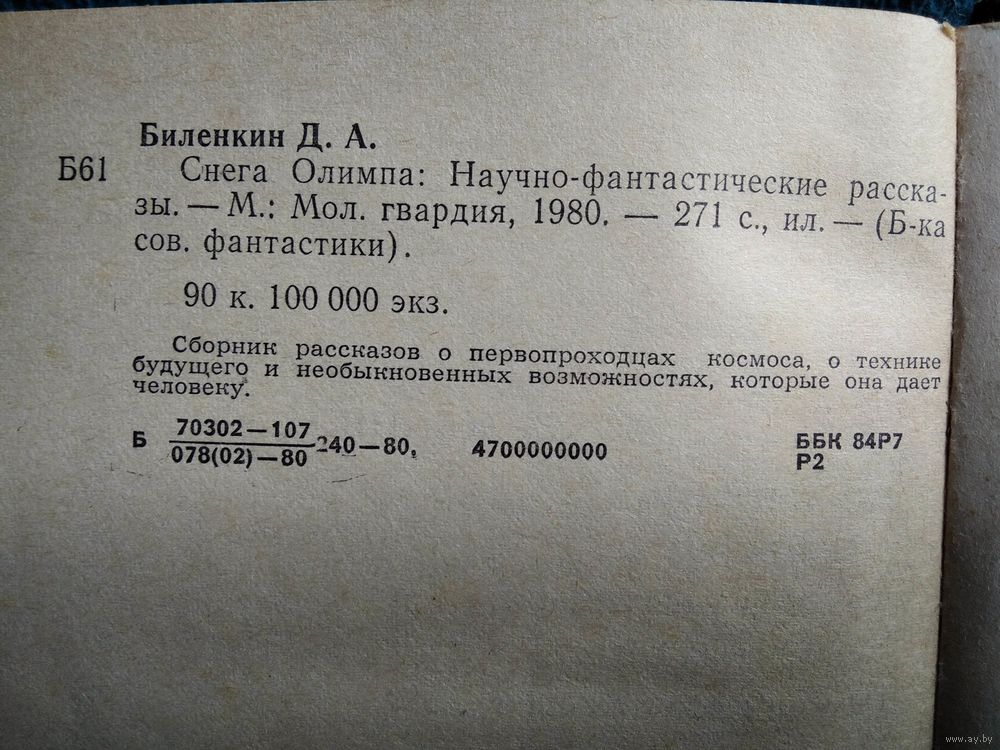 Биленкин Д. А.
Б61 Снега Олимпа: Научно-фантастические расска-
зы. — М.: Мол. гвардия, 1980. — 271 с., ил. — (Б-ка
сов. фантастики).
90 к. 100 000 экз.
Сборник рассказов о первопроходцах космоса, о технике
будущего и необыкновенных возможностях, которые она дает
человеку.
Б 70302—107
078(02)—80 240—80, 4700000000
ББК 84Р7
Р2
www.ay.by